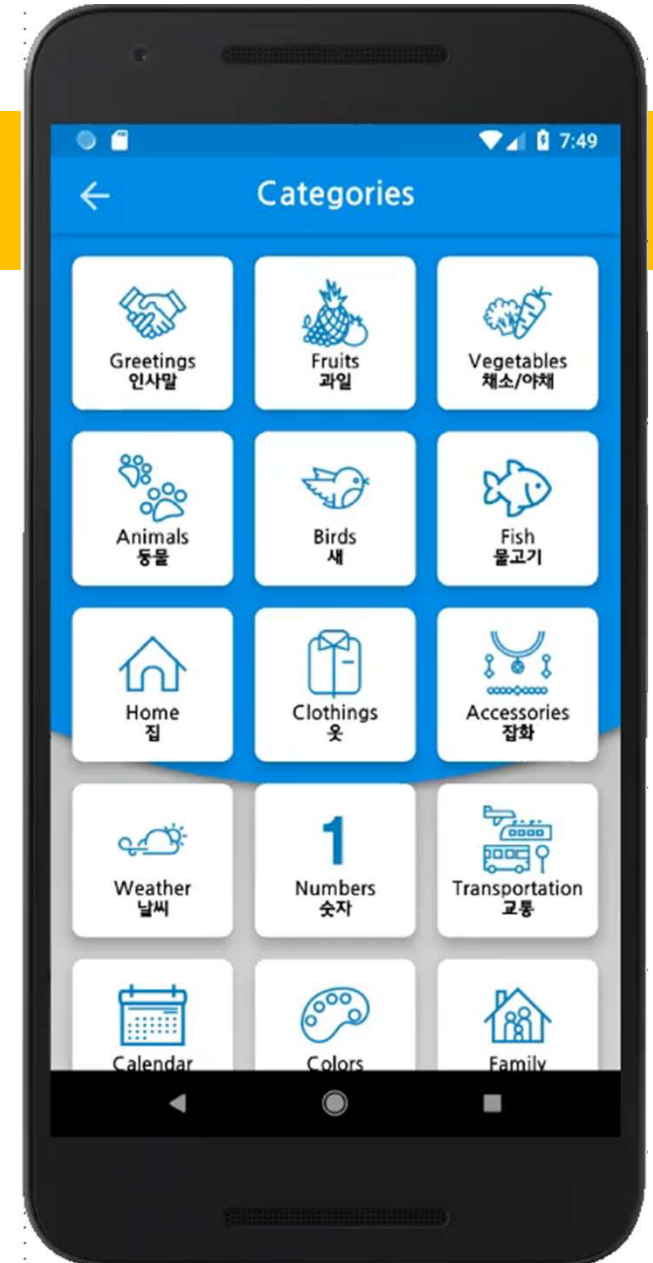 7:49
Categories
Greetings
인사말
Fruits
과일
Vegetables
채소/야채
Animals
동물
Birds
새
Fish
물고기
Home
집
Clothings
옷
Accessories
잡화
Weather
날씨
1
Numbers
숫자
Transportation
교통
Calendar
Colors
Family